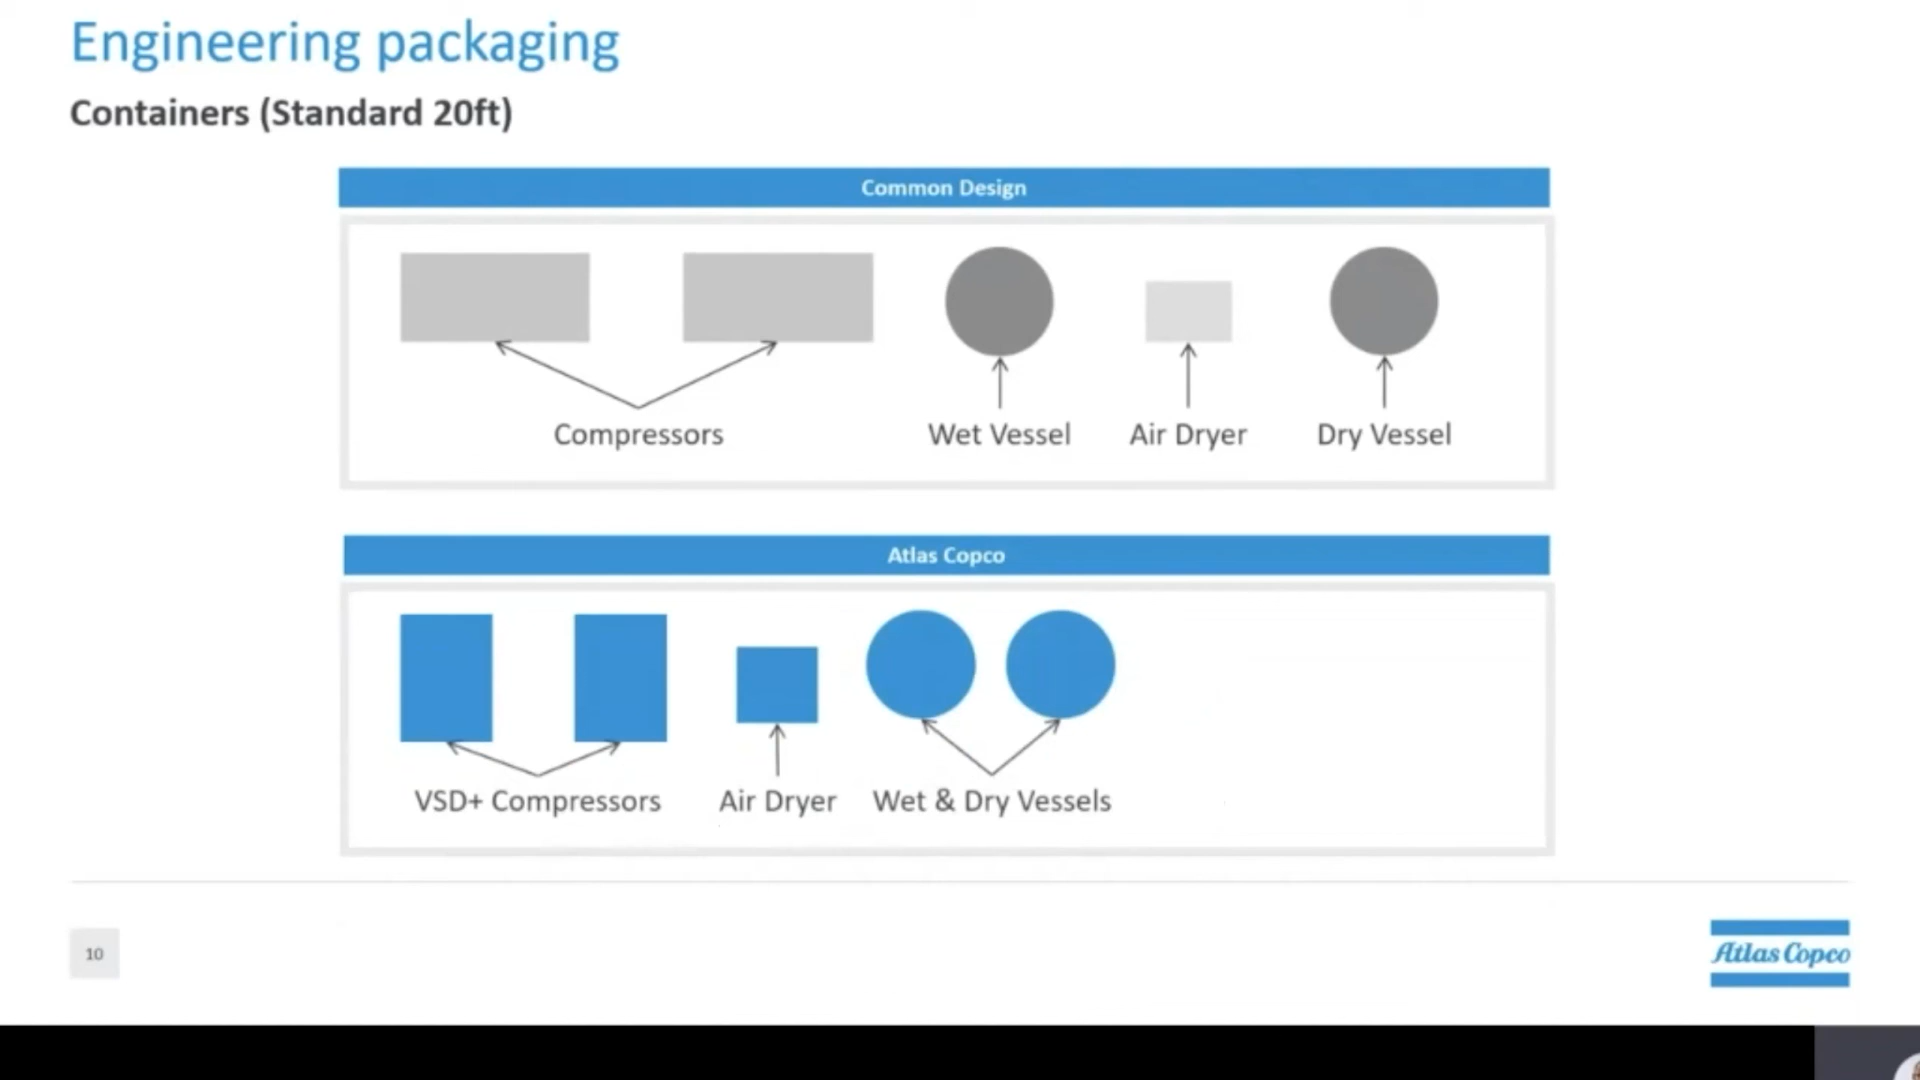 Engineering packaging
Containers (Standard 20ft)
Common Design
Compressors
Wet Vessel
Air Dryer
Dry Vessel
Atlas Copco
VSD+ Compressors
Air Dryer
Wet & Dry Vessels
10
Atlas Copco